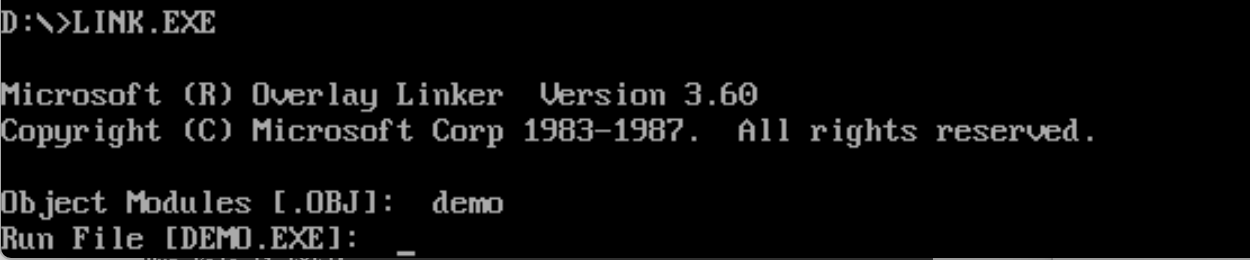 D:\>LINK.EXE
Microsoft (R) Overlay Linker  Version 3.60
Copyright (C) Microsoft Corp 1983-1987.  All rights reserved.
Object Modules [.OBJ]:  demo
Run File [DEMO.EXE]:  _